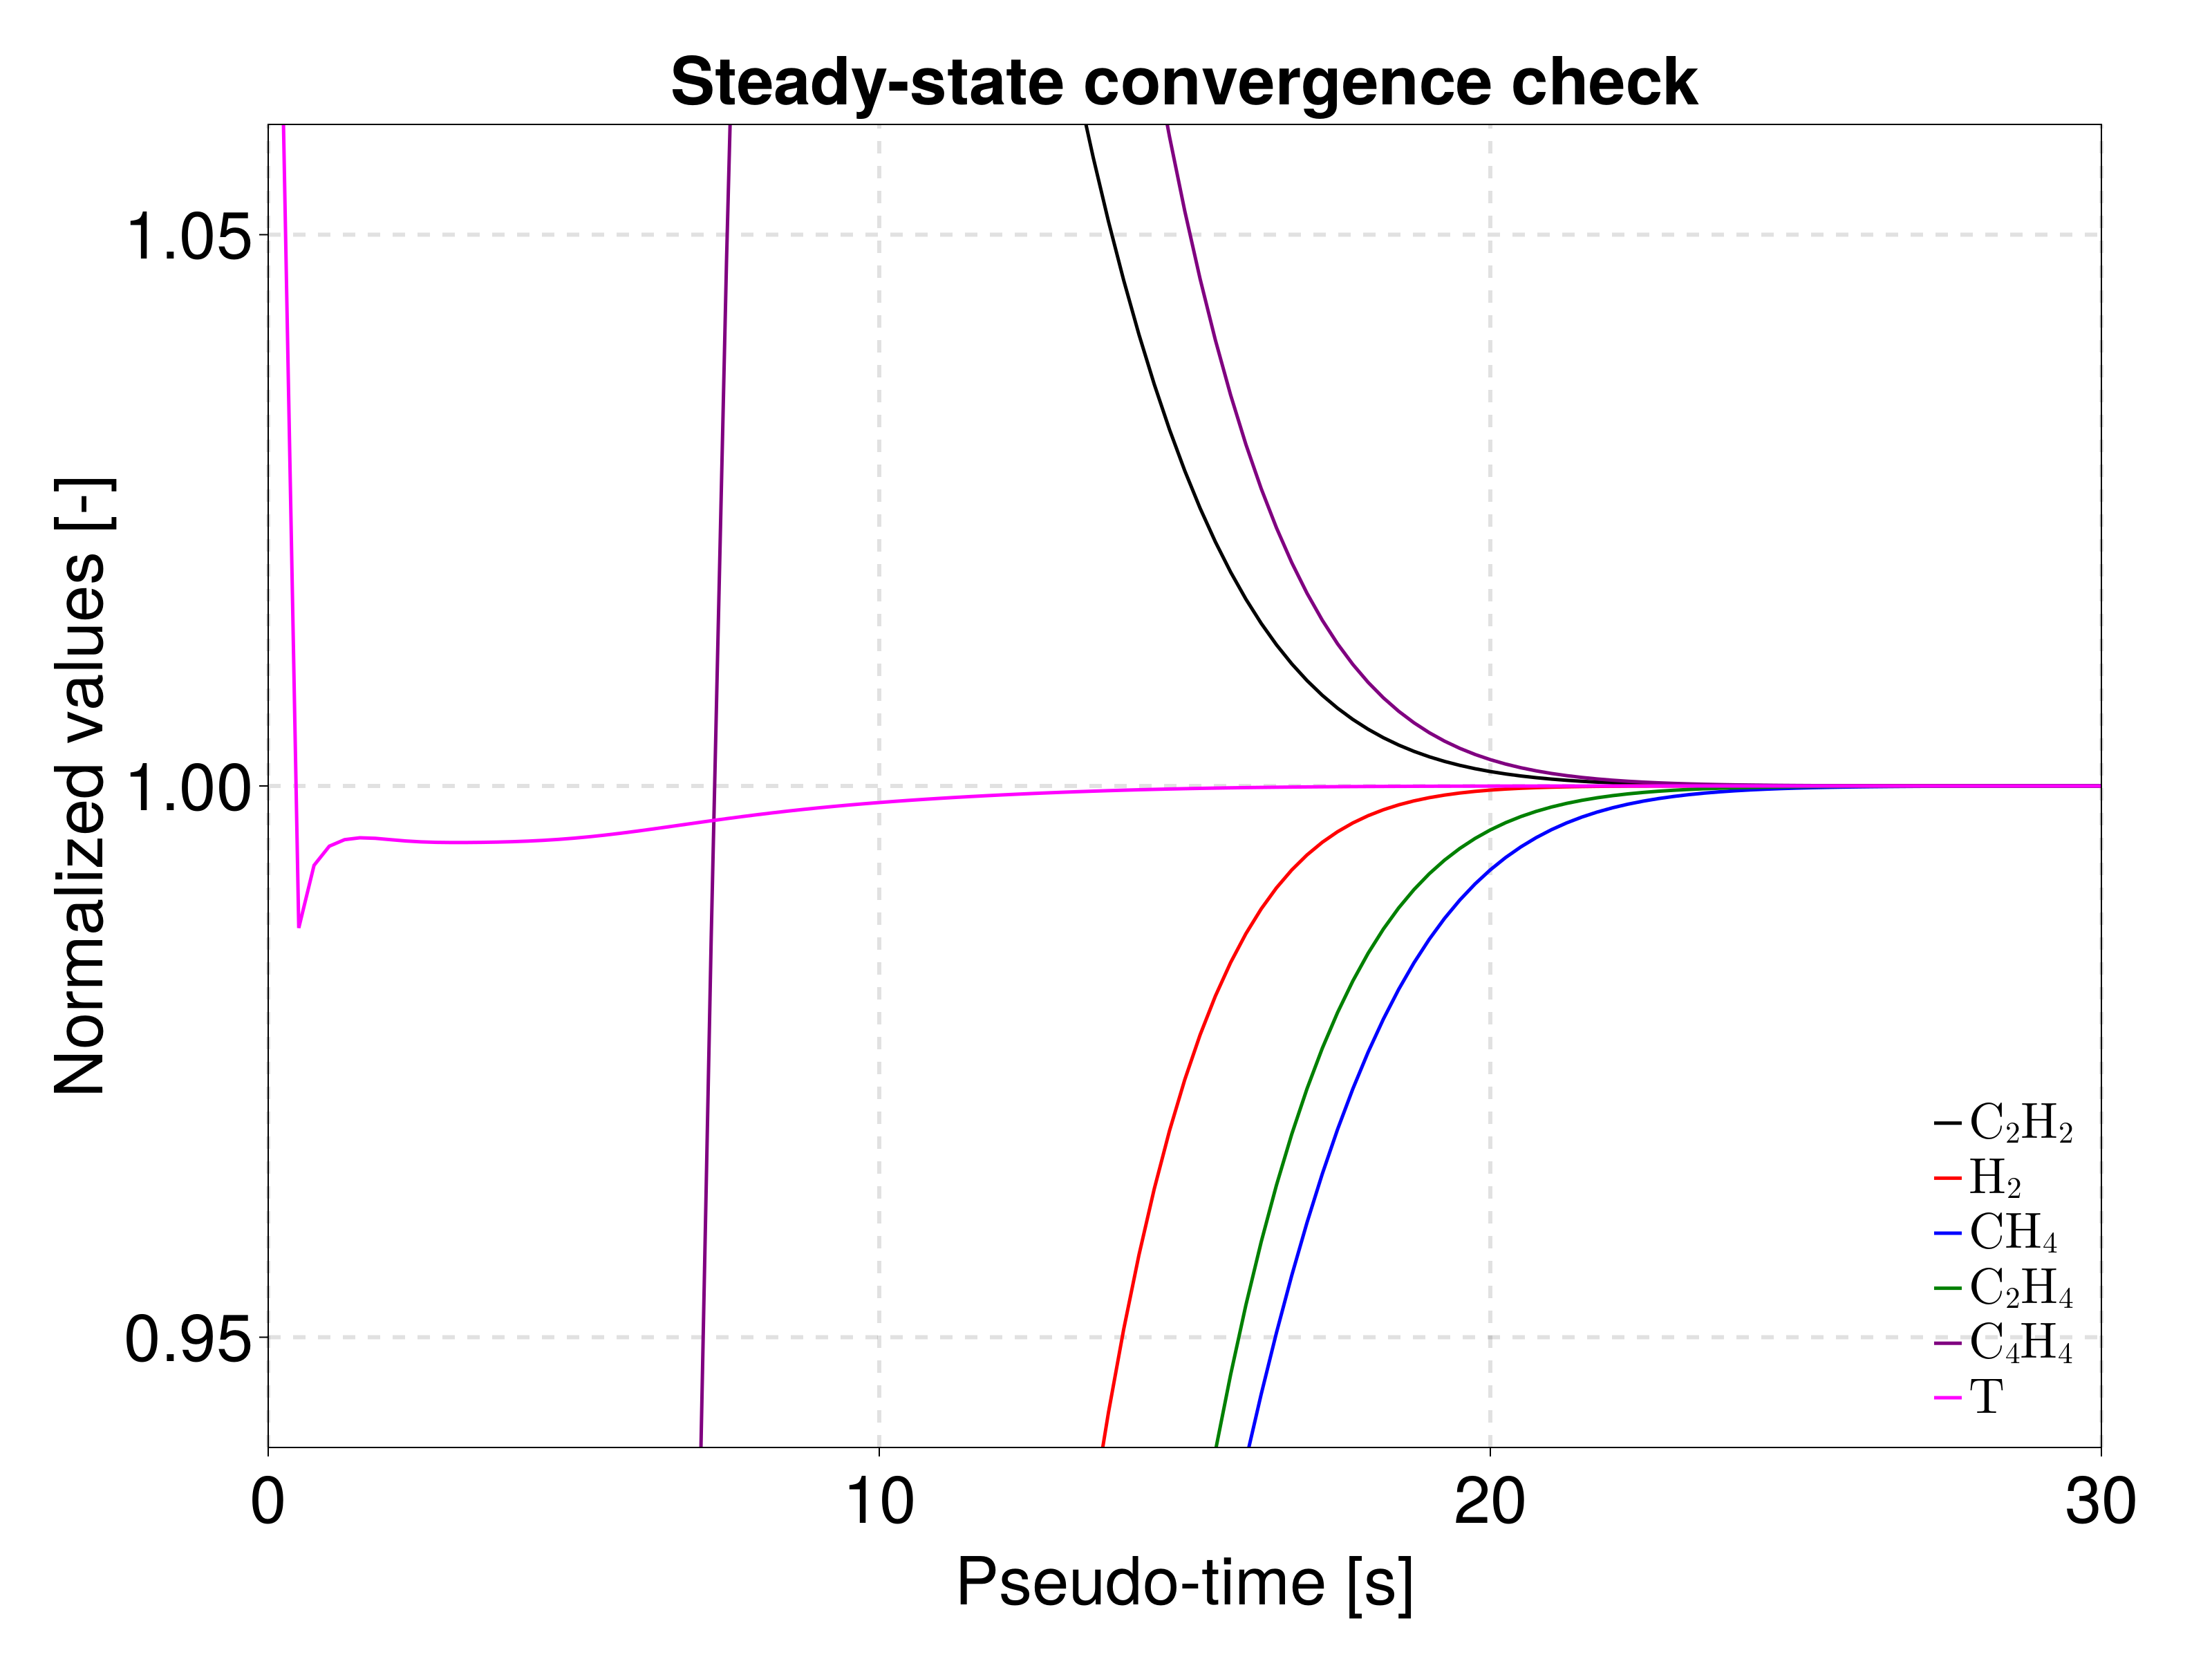 Steady-state convergence check
Normalized values [-]
1.05
1.00
0.95
C₂H₂
H₂
CH₄
C₂H₄
C₄H₄
T
0 10 20 30
Pseudo-time [s]